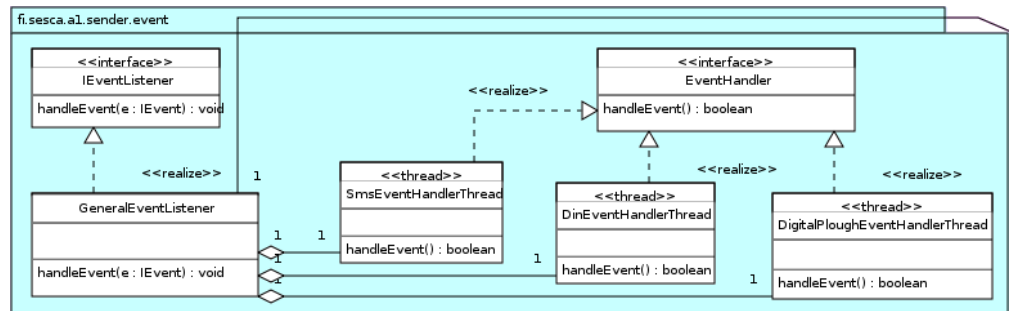 fi.sesca.a1.sender.event
<<interface>>
IEventListener
handleEvent(e : IEvent) : void
<<interface>>
EventHandler
handleEvent() : boolean
<<realize>>
<<realize>>
<<realize>>
<<realize>>
1
GeneralEventListener
handleEvent(e : IEvent) : void
<<thread>>
SmsEventHandlerThread
handleEvent() : boolean
<<thread>>
DinEventHandlerThread
handleEvent() : boolean
<<thread>>
DigitalPloughEventHandlerThread
handleEvent() : boolean
1
1
1
1
1
1